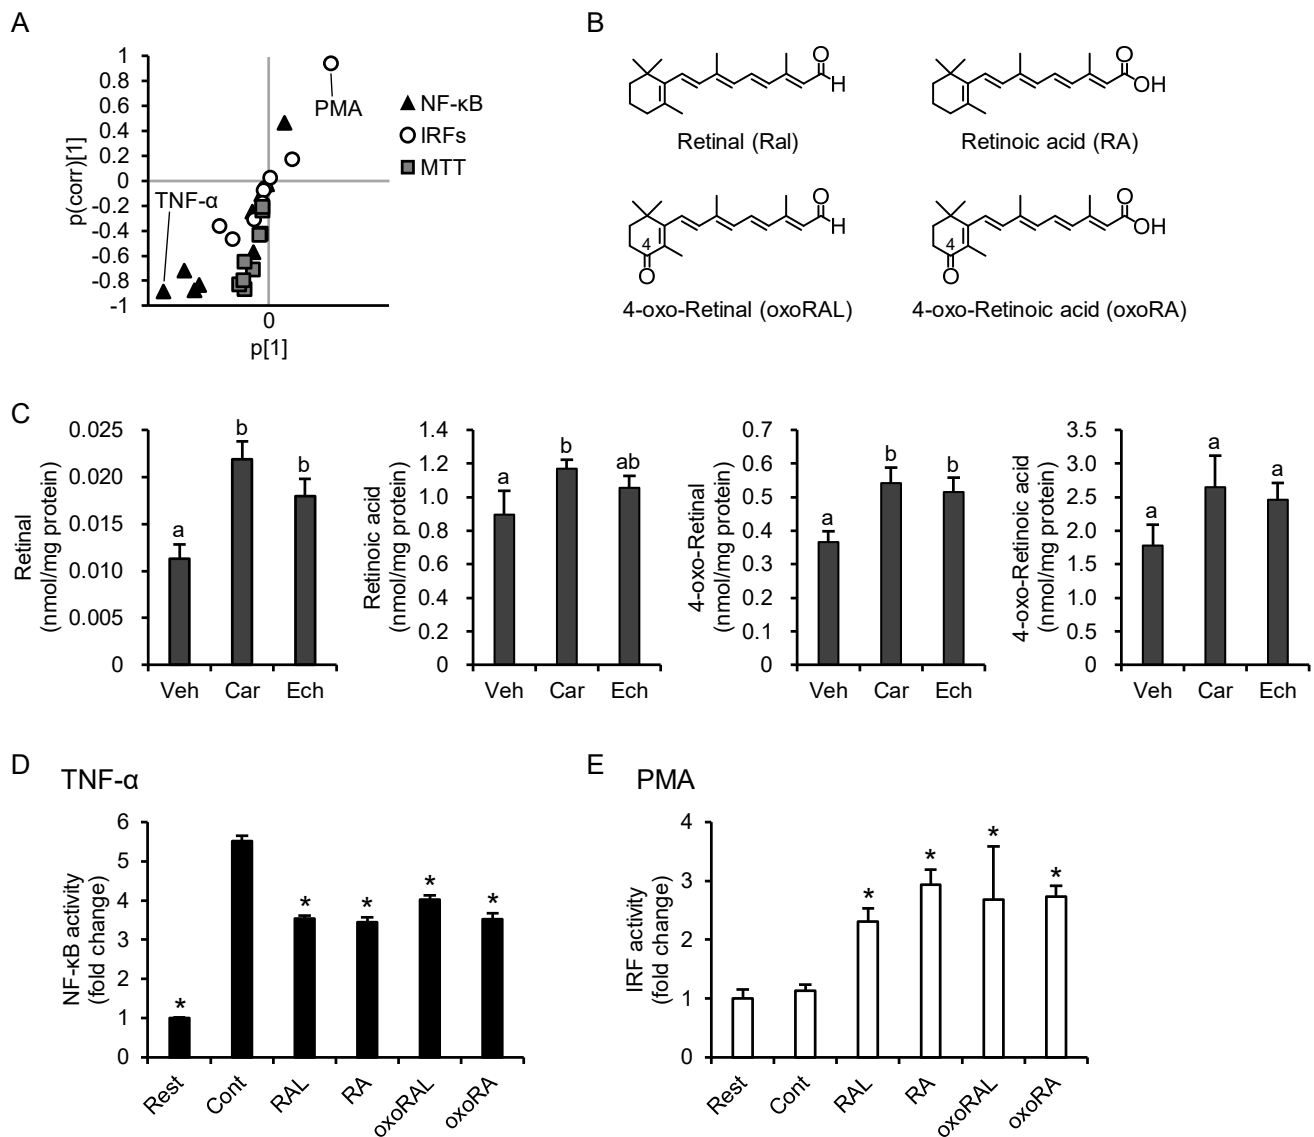 A
1
0.8
0.6
0.4
0.2
0
-0.2
-0.4
-0.6
-0.8
-1
p(corr)[1]
PMA
TNF-α
0
p[1]
NF-κB
IRFs
MTT
B
O
H
Retinal (Ral)
O
OH
Retinoic acid (RA)
O
H
4
O
4-oxo-Retinal (oxoRAL)
O
OH
4
O
4-oxo-Retinoic acid (oxoRA)
C
Retinal
(nmol/mg protein)
0.025
0.020
0.015
0.010
0.005
0
a
b
b
Veh
Car
Ech
Retinoic acid
(nmol/mg protein)
1.4
1.2
1.0
0.8
0.6
0.4
0.2
0
a
b
ab
Veh
Car
Ech
4-oxo-Retinal
(nmol/mg protein)
0.7
0.6
0.5
0.4
0.3
0.2
0.1
0
a
b
b
Veh
Car
Ech
4-oxo-Retinoic acid
(nmol/mg protein)
3.5
3.0
2.5
2.0
1.5
1.0
0.5
0
a
a
a
Veh
Car
Ech
D
TNF-α
NF-κB activity
(fold change)
6
5
4
3
2
1
0
*
*
*
*
*
Rest
Cont
RAL
RA
oxoRAL
oxoRA
E
PMA
IRF activity
(fold change)
4
3
2
1
0
*
*
*
*
Rest
Cont
RAL
RA
oxoRAL
oxoRA